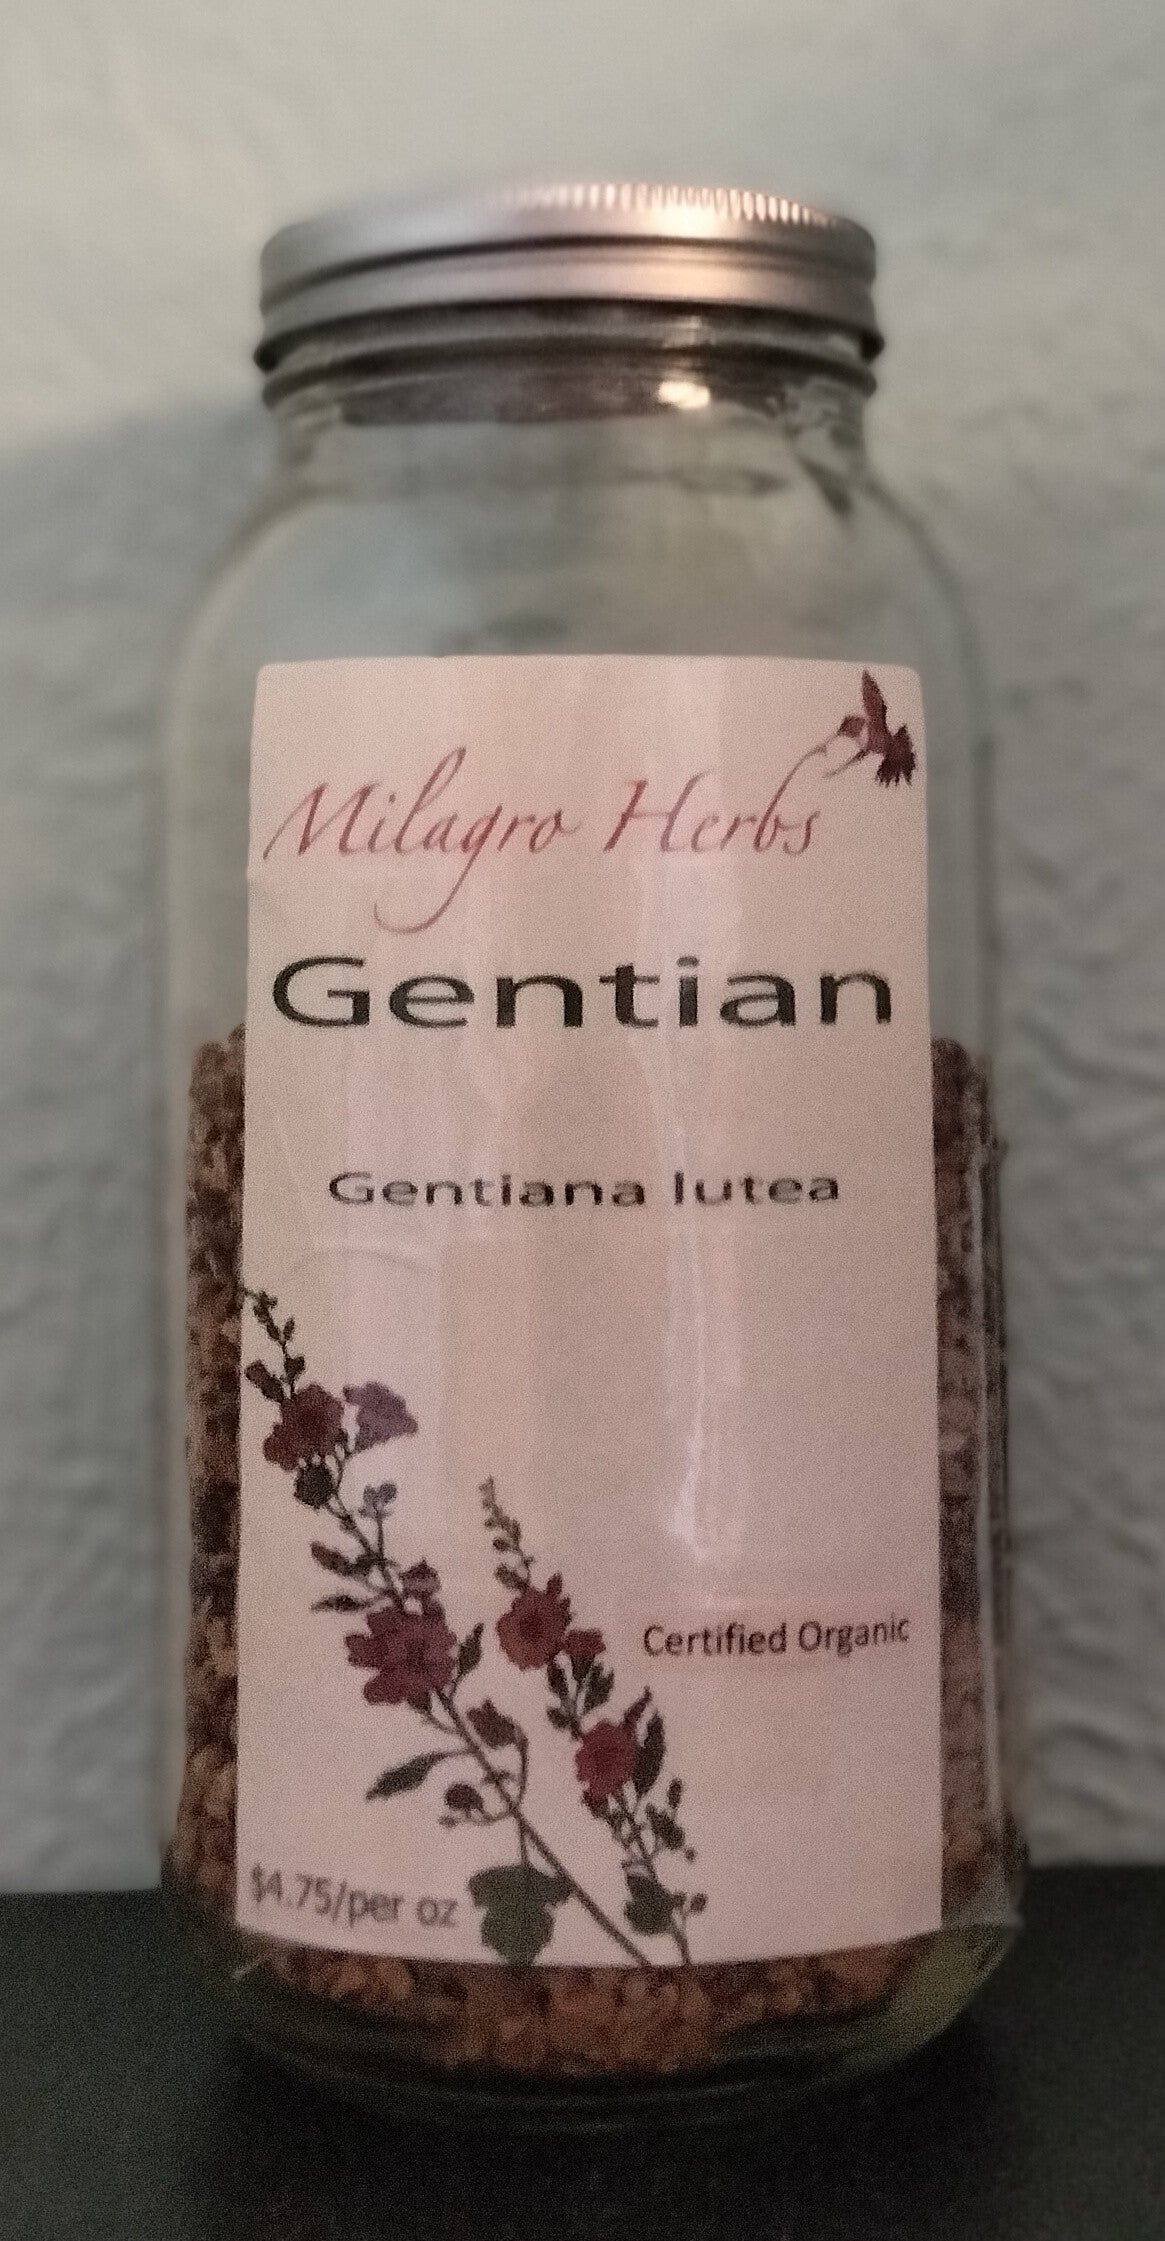 Milagro Herbs
Gentian
Gentiana lutea
Certified Organic
$4.75/per oz